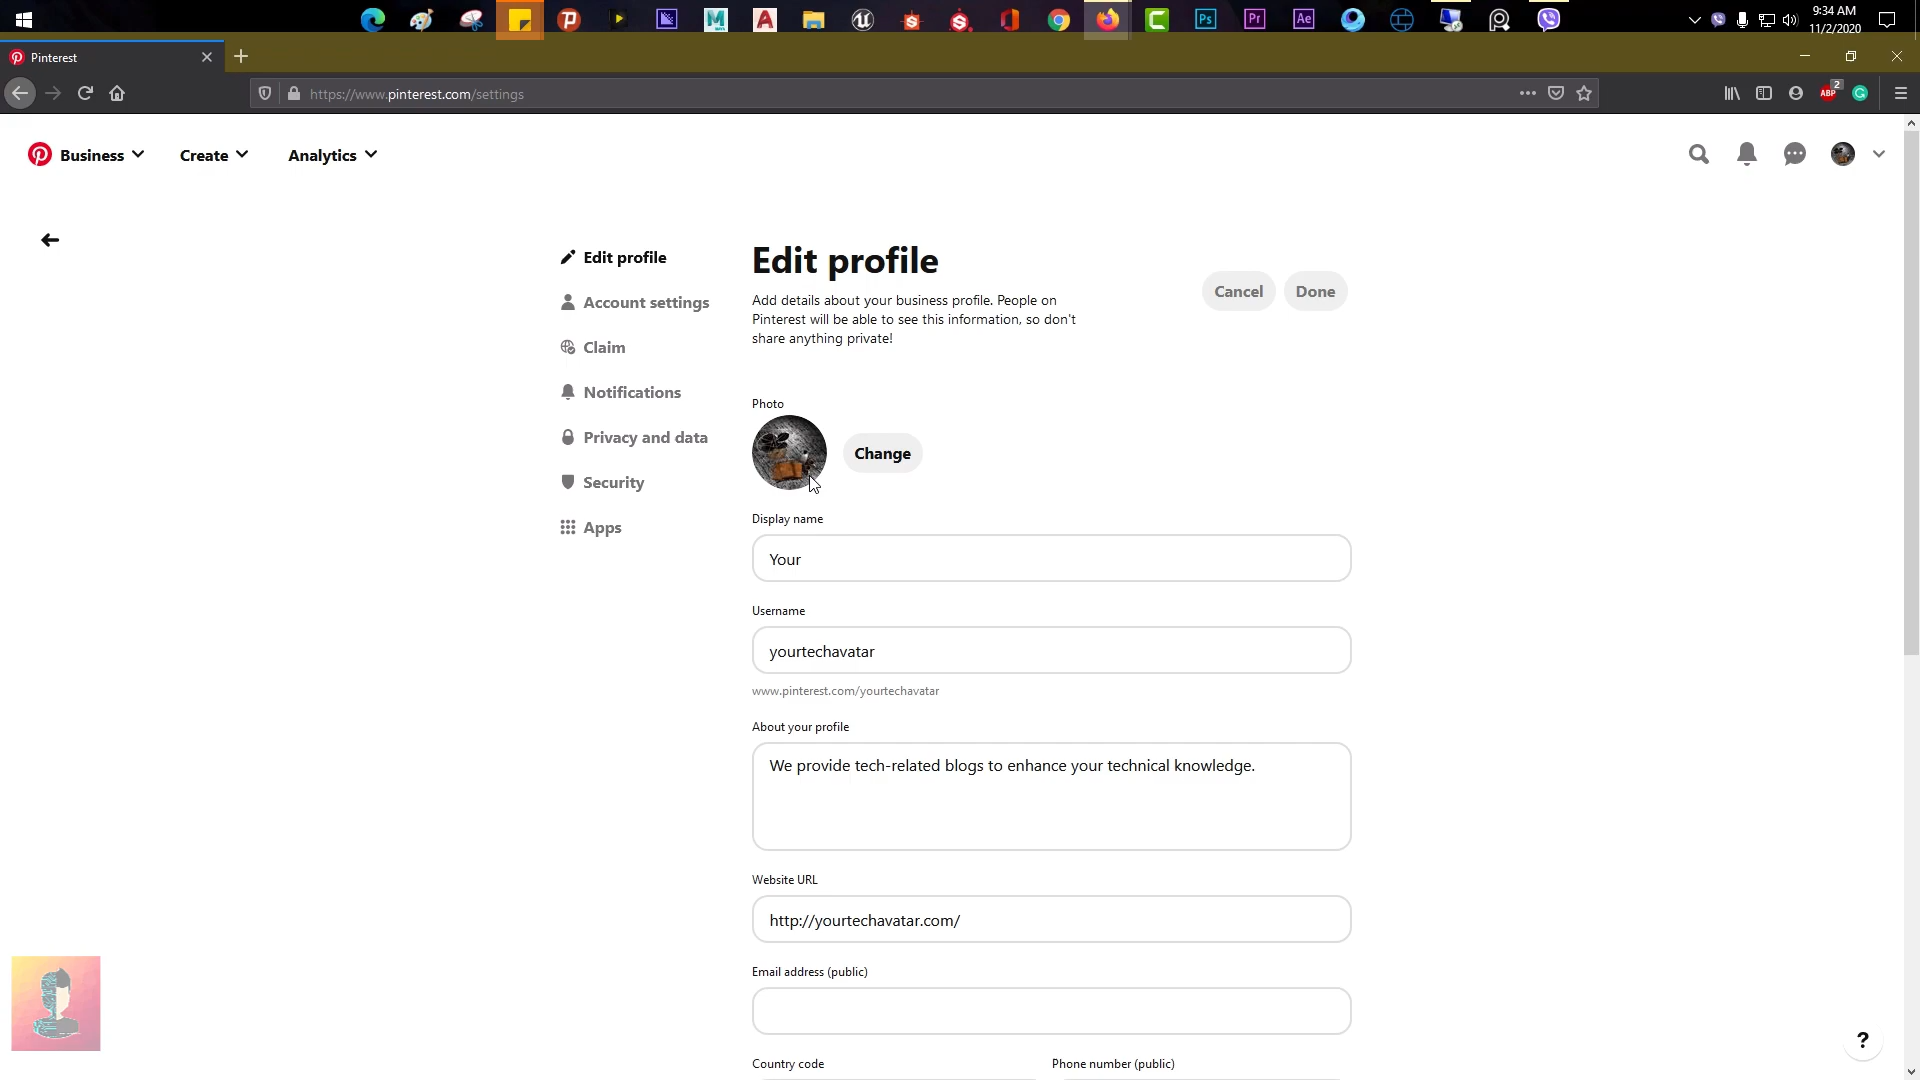 9:34 AM
11/2/2020
Pinterest
https://www.pinterest.com/settings
ABP
2
Business
Create
Analytics
Edit profile
Account settings
Claim
Notifications
Privacy and data
Security
Apps
Edit profile
Add details about your business profile. People on
Pinterest will be able to see this information, so don't
share anything private!
Cancel
Done
Photo
Change
Display name
Your
Username
yourtechavatar
www.pinterest.com/yourtechavatar
About your profile
We provide tech-related blogs to enhance your technical knowledge.
Website URL
http://yourtechavatar.com/
Email address (public)
Country code
Phone number (public)
?